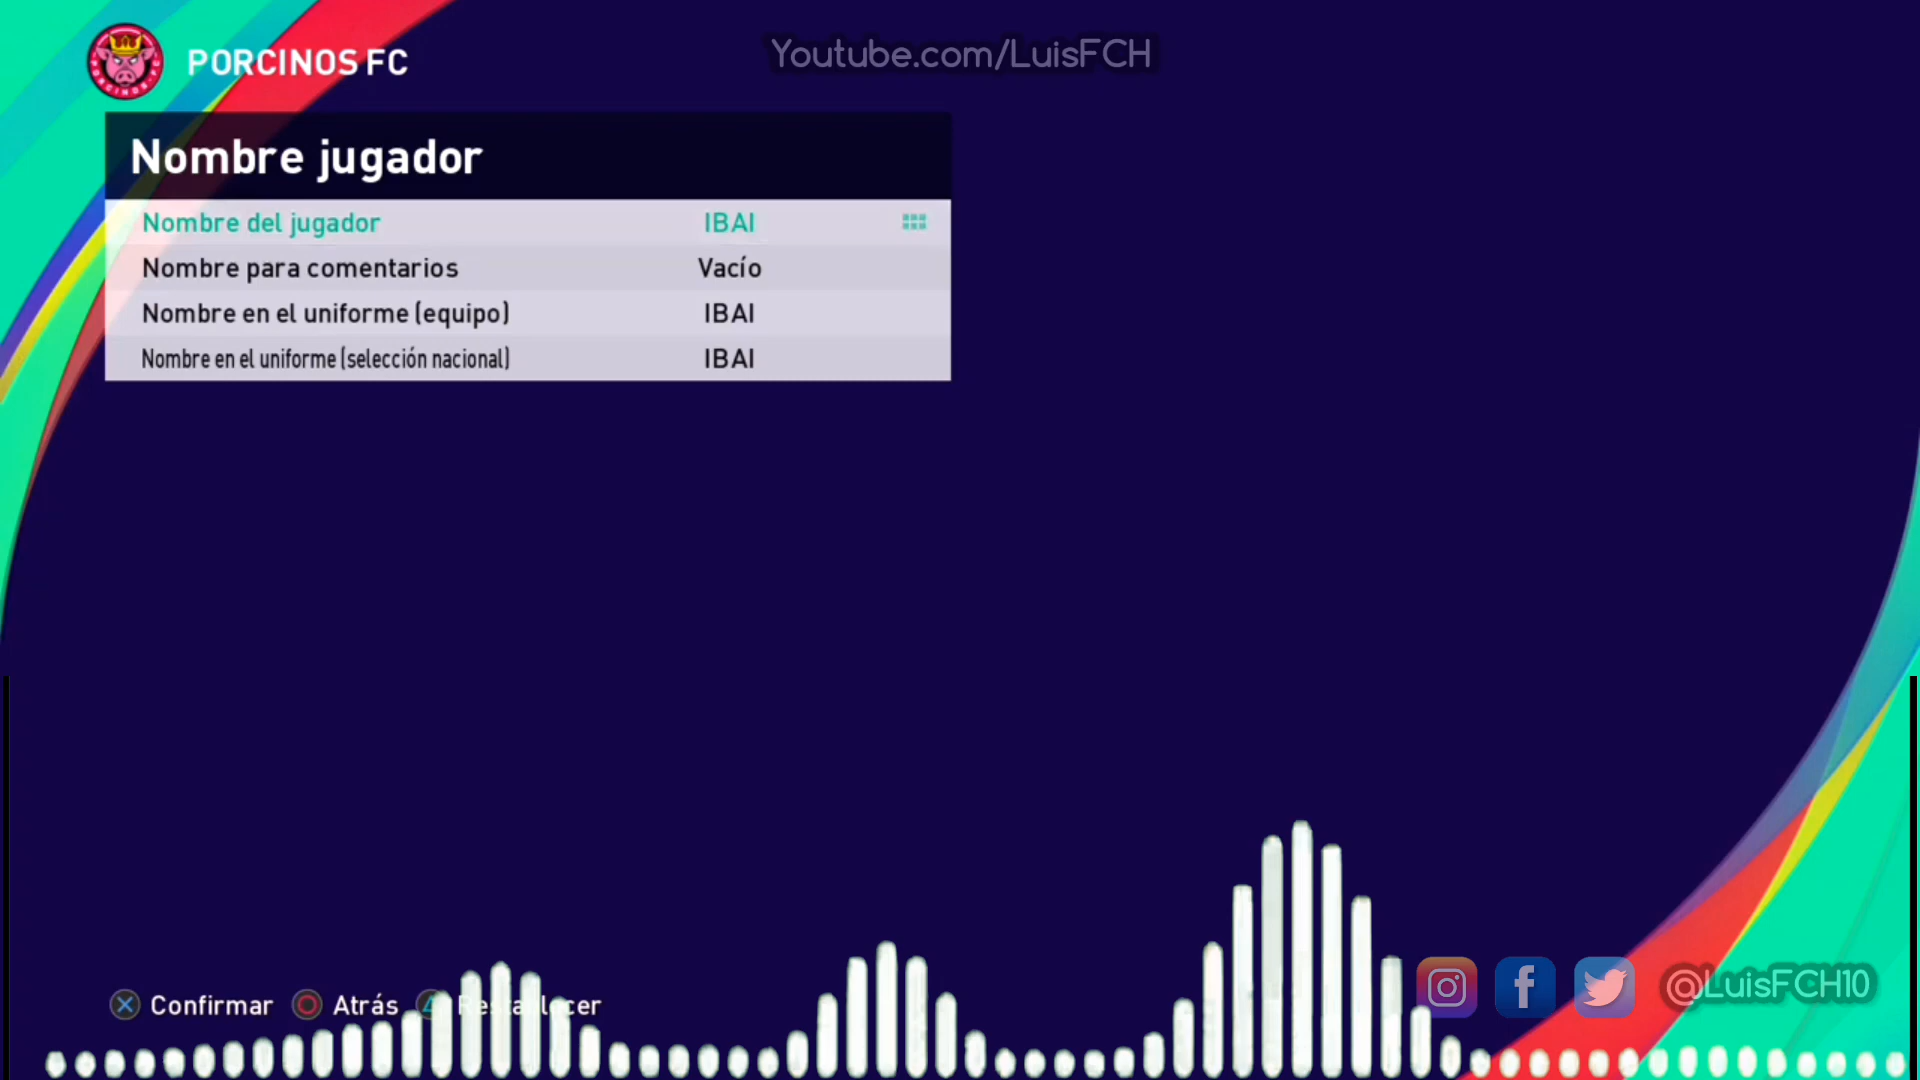 PORCINOS FC
Youtube.com/LuisFCH
Nombre jugador
Nombre del jugador IBAI
Nombre para comentarios Vacío
Nombre en el uniforme (equipo) IBAI
Nombre en el uniforme (selección nacional) IBAI
Confirmar Atrás Restablecer
@LuisFCH10